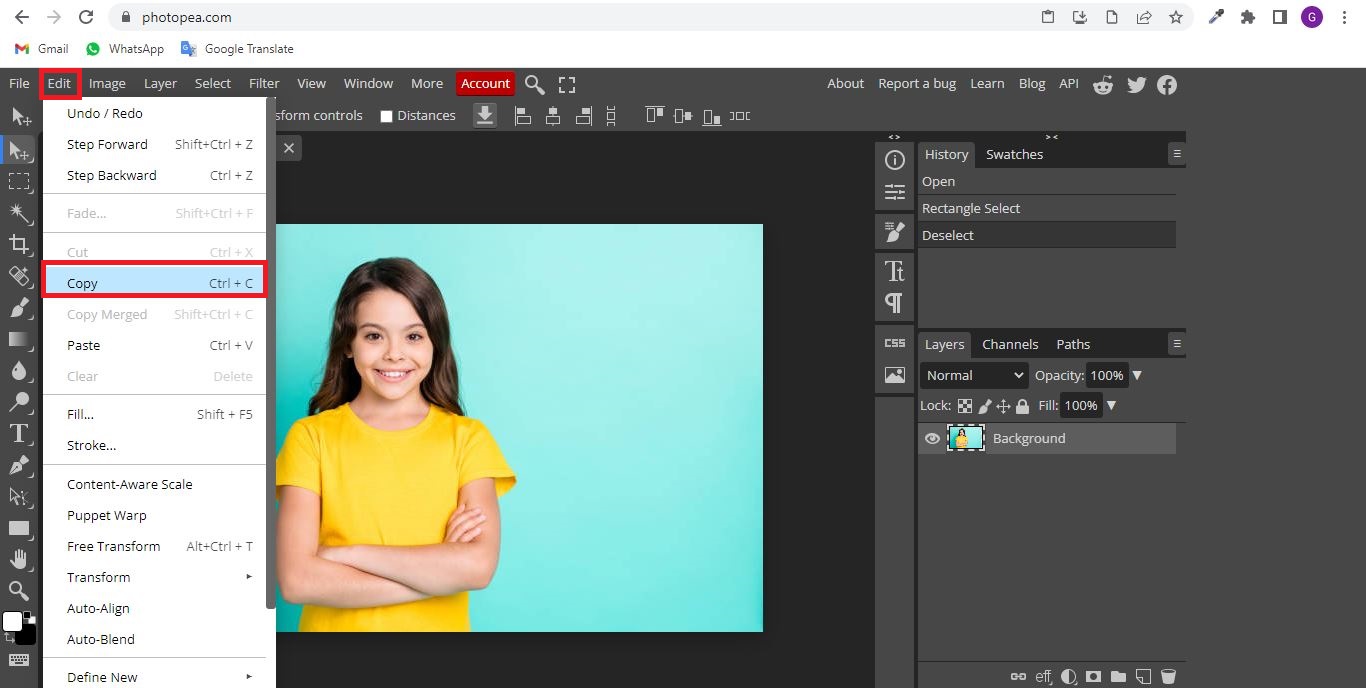 photopea.com
G
Gmail WhatsApp Google Translate
File Edit Image Layer Select Filter View Window More Account About Report a bug Learn Blog API
sform controls Distances
Undo / Redo
Step Forward Shift+Ctrl + Z
Step Backward Ctrl + Z
Fade... Shift+Ctrl + F
Cut Ctrl + X
Copy Ctrl + C
Copy Merged Shift+Ctrl + C
Paste Ctrl + V
Clear Delete
Fill... Shift + F5
Stroke...
Content-Aware Scale
Puppet Warp
Free Transform Alt+Ctrl + T
Transform
Auto-Align
Auto-Blend
Define New
History Swatches
Open
Rectangle Select
Deselect
CSS
Layers Channels Paths
Normal Opacity: 100%
Lock: Fill: 100%
Background
eff